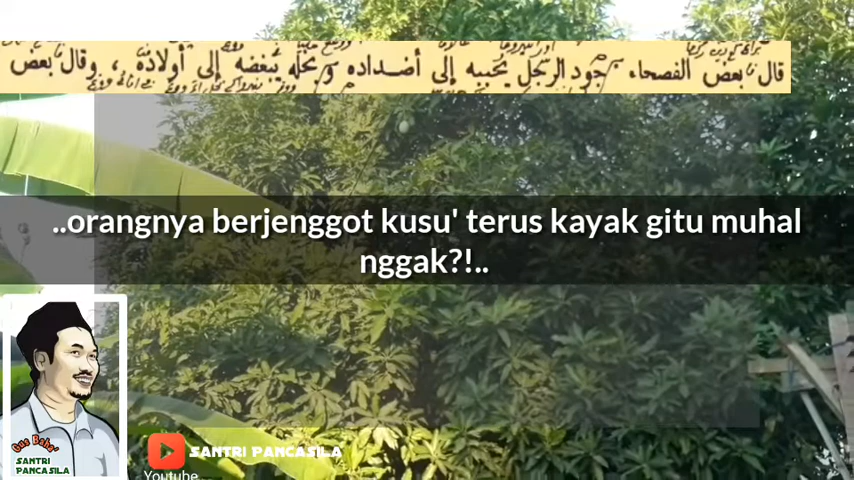 قال بعض الفصحاء جود الرجل يحببه إلى أضداده وبخله يبغضه إلى أولاده ، وقال بعض
..orangnya berjenggot kusu' terus kayak gitu muhal
nggak?!..
Gus Baha-
SANTRI
PANCASILA
SANTRI PANCASILA
Youtube